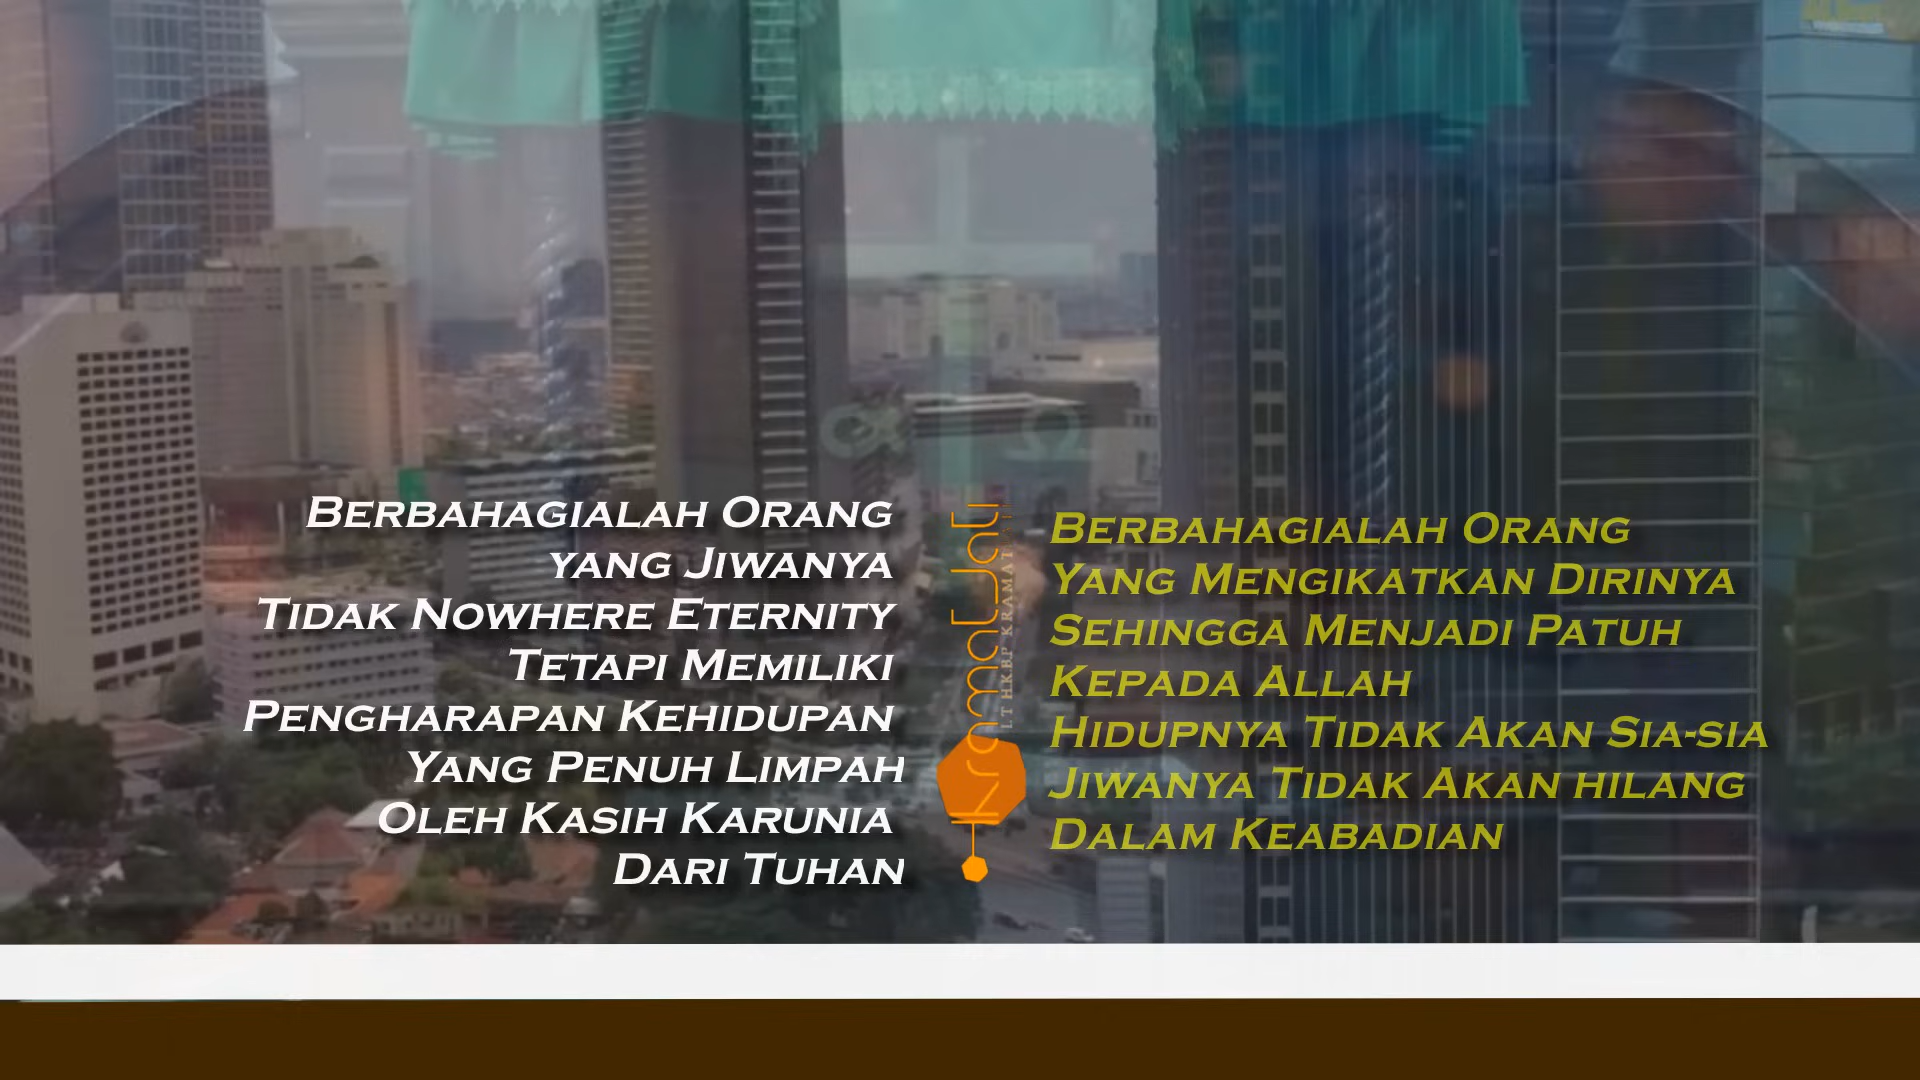 Berbahagialah Orang
yang Jiwanya
Tidak Nowhere Eternity
Tetapi Memiliki
Pengharapan Kehidupan
Yang Penuh Limpah
Oleh Kasih Karunia
Dari Tuhan
KramatJati
LT HKBP KRAMAT JATI
Berbahagialah Orang
Yang Mengikatkan Dirinya
Sehingga Menjadi Patuh
Kepada Allah
Hidupnya Tidak Akan Sia-sia
Jiwanya Tidak Akan hilang
Dalam Keabadian
α Ω